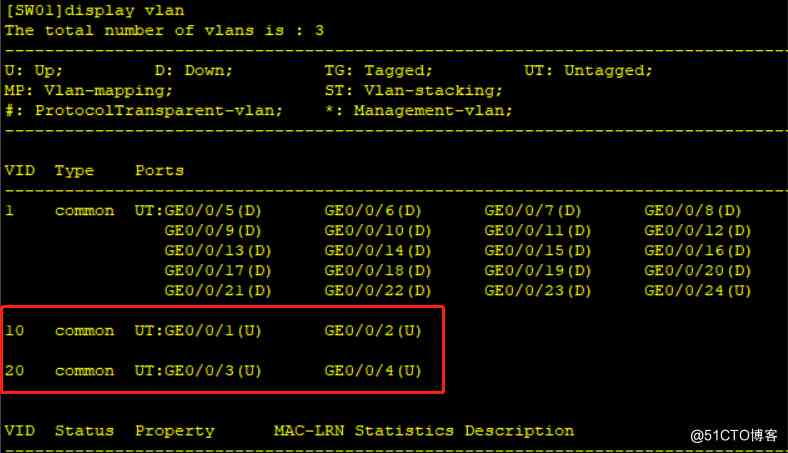 [SW01]display vlan
The total number of vlans is : 3
--------------------------------------------------------------------------------
U: Up;         D: Down;         TG: Tagged;         UT: Untagged;
MP: Vlan-mapping;               ST: Vlan-stacking;
#: ProtocolTransparent-vlan;    *: Management-vlan;
--------------------------------------------------------------------------------
VID  Type    Ports
--------------------------------------------------------------------------------
1    common  UT:GE0/0/5(D)      GE0/0/6(D)      GE0/0/7(D)      GE0/0/8(D)
GE0/0/9(D)      GE0/0/10(D)     GE0/0/11(D)     GE0/0/12(D)
GE0/0/13(D)     GE0/0/14(D)     GE0/0/15(D)     GE0/0/16(D)
GE0/0/17(D)     GE0/0/18(D)     GE0/0/19(D)     GE0/0/20(D)
GE0/0/21(D)     GE0/0/22(D)     GE0/0/23(D)     GE0/0/24(U)
10   common  UT:GE0/0/1(U)      GE0/0/2(U)
20   common  UT:GE0/0/3(U)      GE0/0/4(U)
VID  Status  Property      MAC-LRN Statistics Description
--------------------------------------------------------------------------------
@51CTO博客